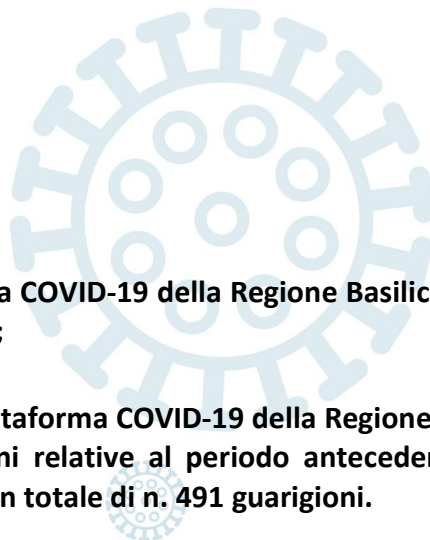 a COVID-19 della Regione Basilic
;
taforma COVID-19 della Regione
ni relative al periodo anteceder
n totale di n. 491 guarigioni.